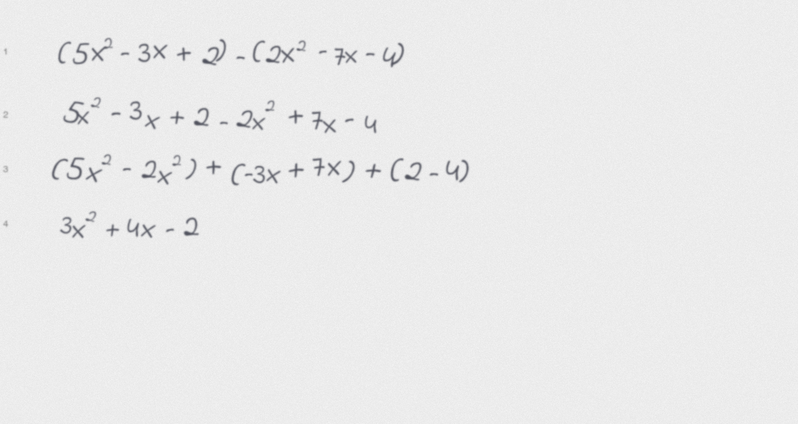 1 (5x² - 3x + 2) - (2x² - 7x - 4)
2 5x² - 3x + 2 - 2x² + 7x - 4
3 (5x² - 2x²) + (-3x + 7x) + (2 - 4)
4 3x² + 4x - 2